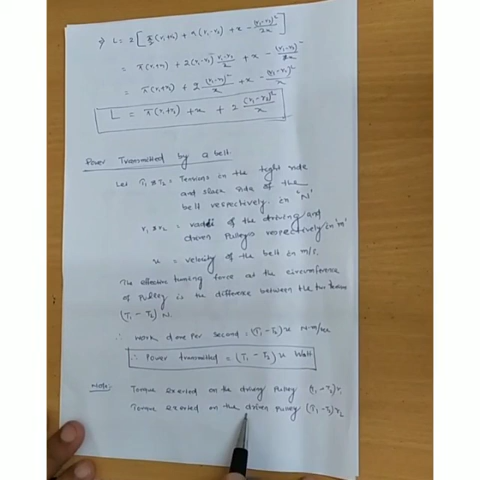 ⇒ L = 2 [ π/2 (r₁+r₂) + α (r₁-r₂) + x - (r₁-r₂)²/2x ]
= π(r₁+r₂) + 2(r₁-r₂) (r₁-r₂)/x + x - (r₁-r₂)²/x
= π(r₁+r₂) + 2 (r₁-r₂)²/x + x - (r₁-r₂)²/x
L = π(r₁+r₂) + x + 2 (r₁-r₂)²/x
Power Transmitted by a belt
Let T₁ & T₂ = Tensions in the tight side
and slack side of the
belt respectively in 'N'
r₁ & r₂ = radii of the driving and
driven Pulleys respectively in 'm'
u = velocity of the belt in m/s.
The effective turning force at the circumference
of Pulley is the difference between the two Tension
(T₁ - T₂) N.
∴ work done per second = (T₁ - T₂) u N-m/sec
∴ Power transmitted = (T₁ - T₂) u Watt
Note: Torque exerted on the driving Pulley (T₁ - T₂) r₁
Torque exerted on the driven Pulley (T₁ - T₂) r₂